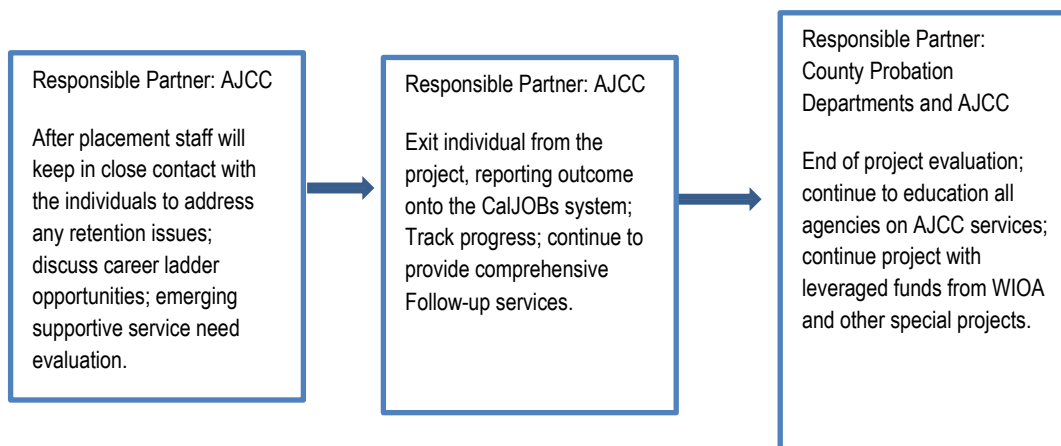 Responsible Partner: AJCC
After placement staff will
keep in close contact with
the individuals to address
any retention issues;
discuss career ladder
opportunities; emerging
supportive service need
evaluation.
Responsible Partner: AJCC
Exit individual from the
project, reporting outcome
onto the CalJOBs system;
Track progress; continue to
provide comprehensive
Follow-up services.
Responsible Partner:
County Probation
Departments and AJCC
End of project evaluation;
continue to education all
agencies on AJCC services;
continue project with
leveraged funds from WIOA
and other special projects.